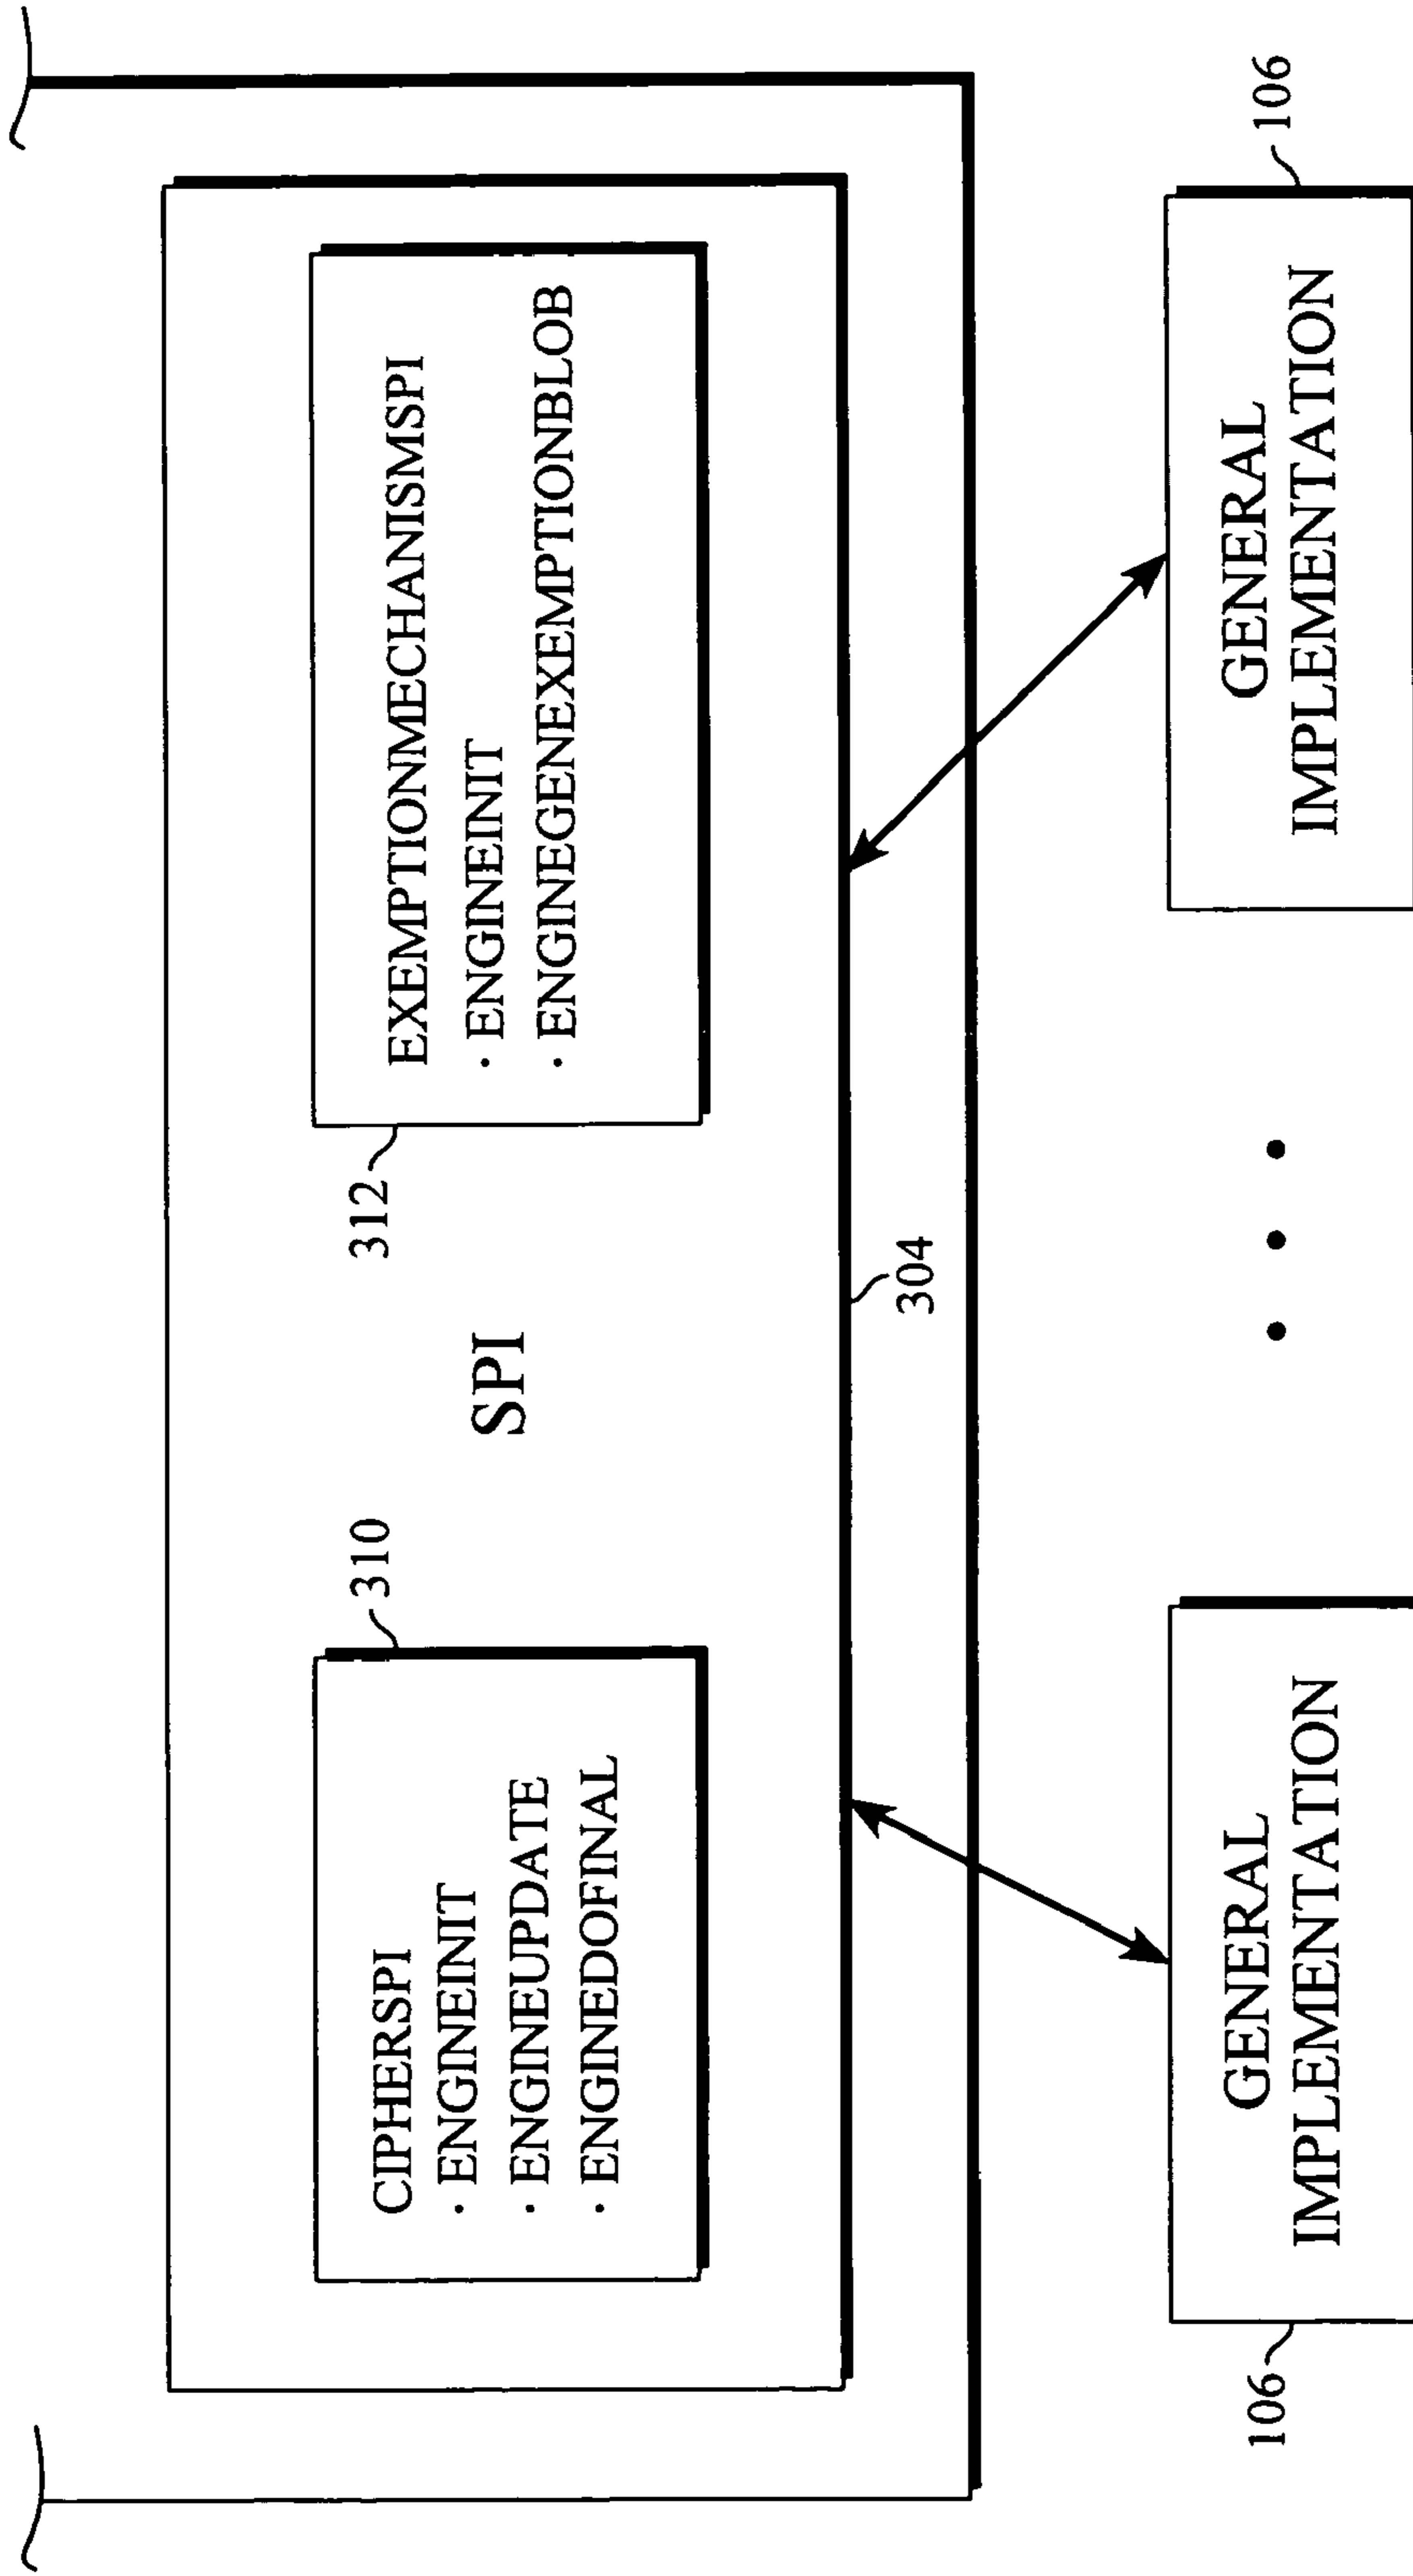 CIPHERSPI
· ENGINEINIT
· ENGINEUPDATE
· ENGINEDOFINAL
310
SPI
EXEMPTIONMECHANISMSPI
· ENGINEINIT
· ENGINEGENEXEMPTIONBLOB
312
304
GENERAL
IMPLEMENTATION
106
• • •
GENERAL
IMPLEMENTATION
106